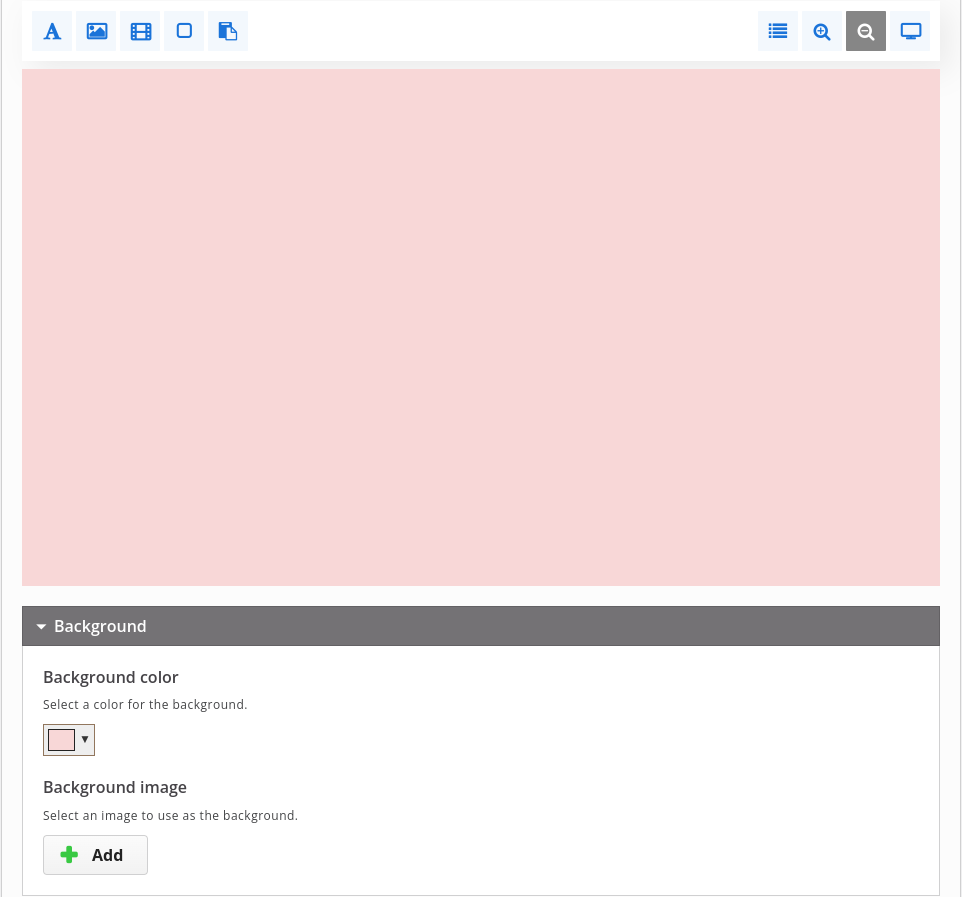 Background
Background color
Select a color for the background.
Background image
Select an image to use as the background.
Add